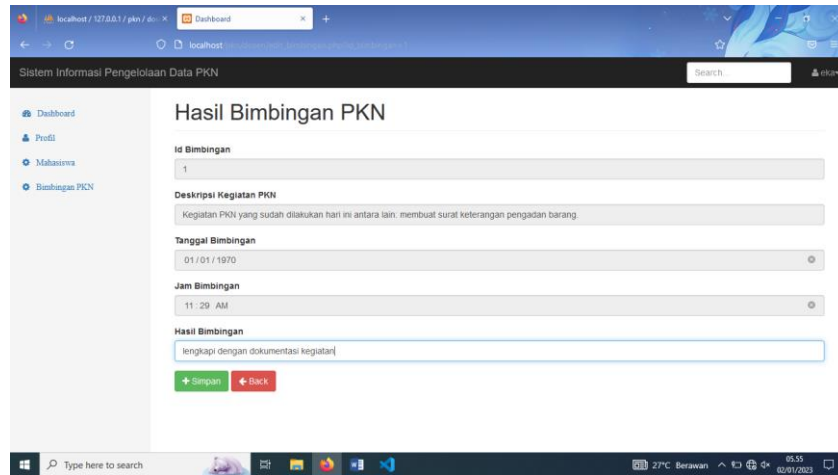 localhost / 127.0.0.1 / pkn / do
Dashboard
localhost
Sistem Informasi Pengelolaan Data PKN
Search...
eka
Dashboard
Profil
Mahasiswa
Bimbingan PKN
Hasil Bimbingan PKN
Id Bimbingan
1
Deskripsi Kegiatan PKN
Kegiatan PKN yang sudah dilakukan hari ini antara lain: membuat surat keterangan pengadan barang.
Tanggal Bimbingan
01/01/1970
Jam Bimbingan
11:29 AM
Hasil Bimbingan
lengkapi dengan dokumentasi kegiatan
Simpan
Back
Type here to search
27°C Berawan
05.55
02/01/2023